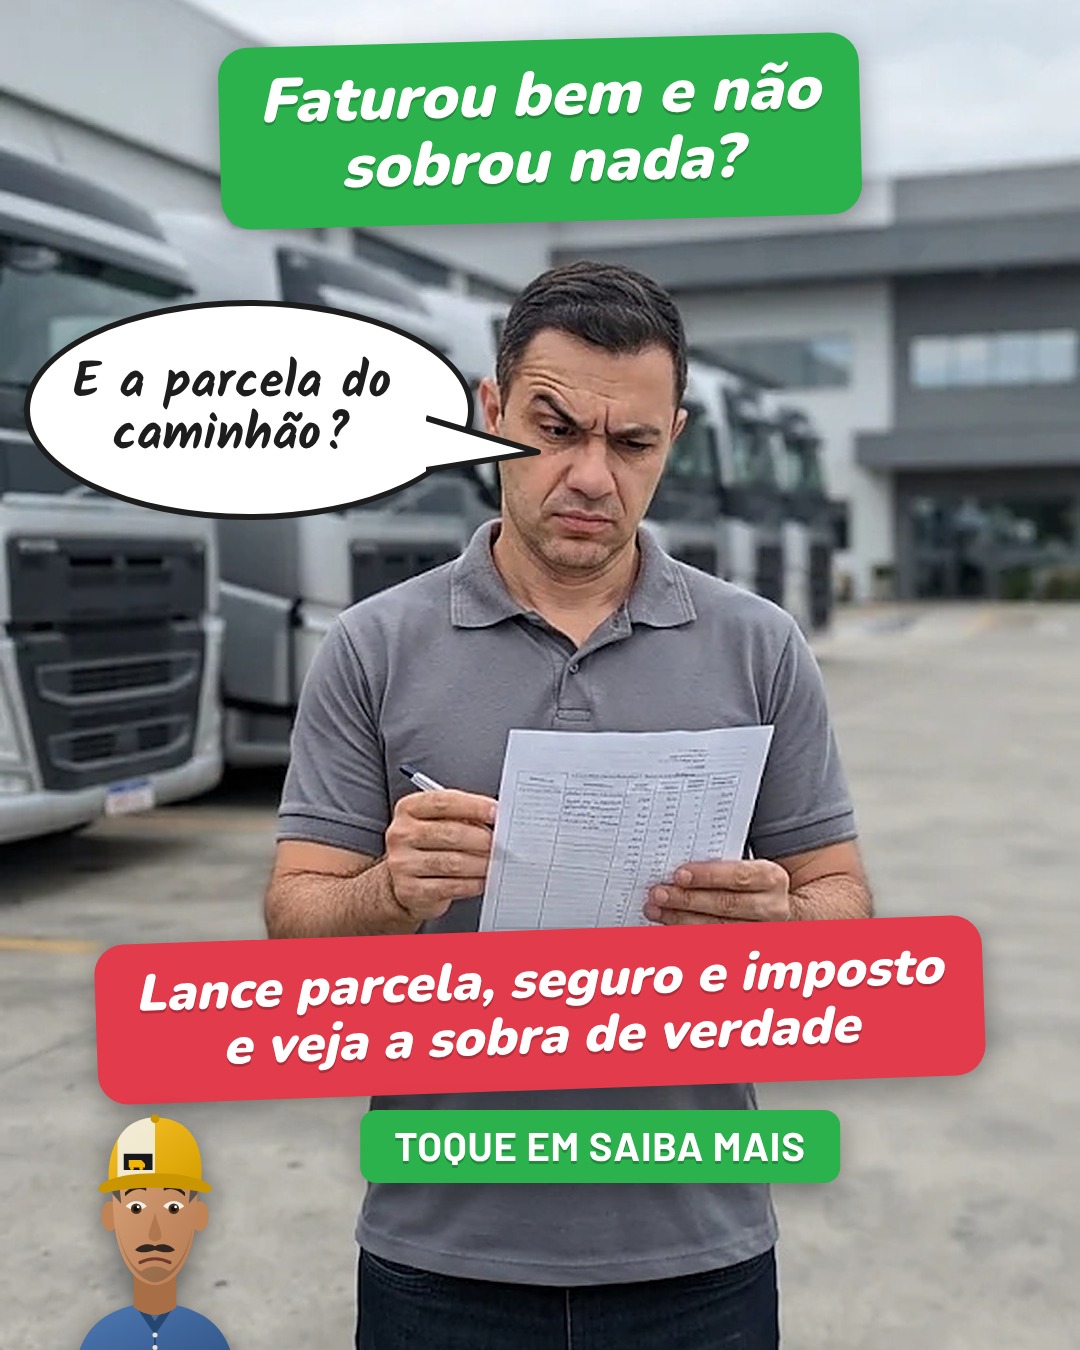 Faturou bem e não
sobrou nada?
E a parcela do
caminhão?
Lance parcela, seguro e imposto
e veja a sobra de verdade
TOQUE EM SAIBA MAIS